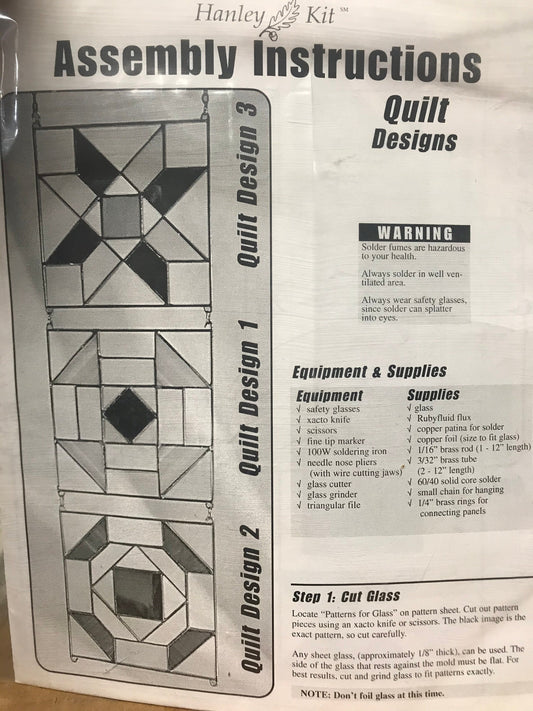 Hanley Kit SM
Assembly Instructions
Quilt
Designs
Quilt Design 3
Quilt Design 1
Quilt Design 2
WARNING
Solder fumes are hazardous
to your health.
Always solder in well ven-
tilated area.
Always wear safety glasses,
since solder can splatter
into eyes.
Equipment & Supplies
Equipment
√ safety glasses
√ xacto knife
√ scissors
√ fine tip marker
√ 100W soldering iron
√ needle nose pliers
(with wire cutting jaws)
√ glass cutter
√ glass grinder
√ triangular file
Supplies
√ glass
√ Rubyfluid flux
√ copper patina for solder
√ copper foil (size to fit glass)
√ 1/16" brass rod (1 - 12" length)
√ 3/32" brass tube
(2 - 12" length)
√ 60/40 solid core solder
√ small chain for hanging
√ 1/4" brass rings for
connecting panels
Step 1: Cut Glass
Locate "Patterns for Glass" on pattern sheet. Cut out pattern
pieces using an xacto knife or scissors. The black image is the
exact pattern, so cut carefully.
Any sheet glass, (approximately 1/8" thick), can be used. The
side of the glass that rests against the mold must be flat. For
best results, cut and grind glass to fit patterns exactly.
NOTE: Don't foil glass at this time.